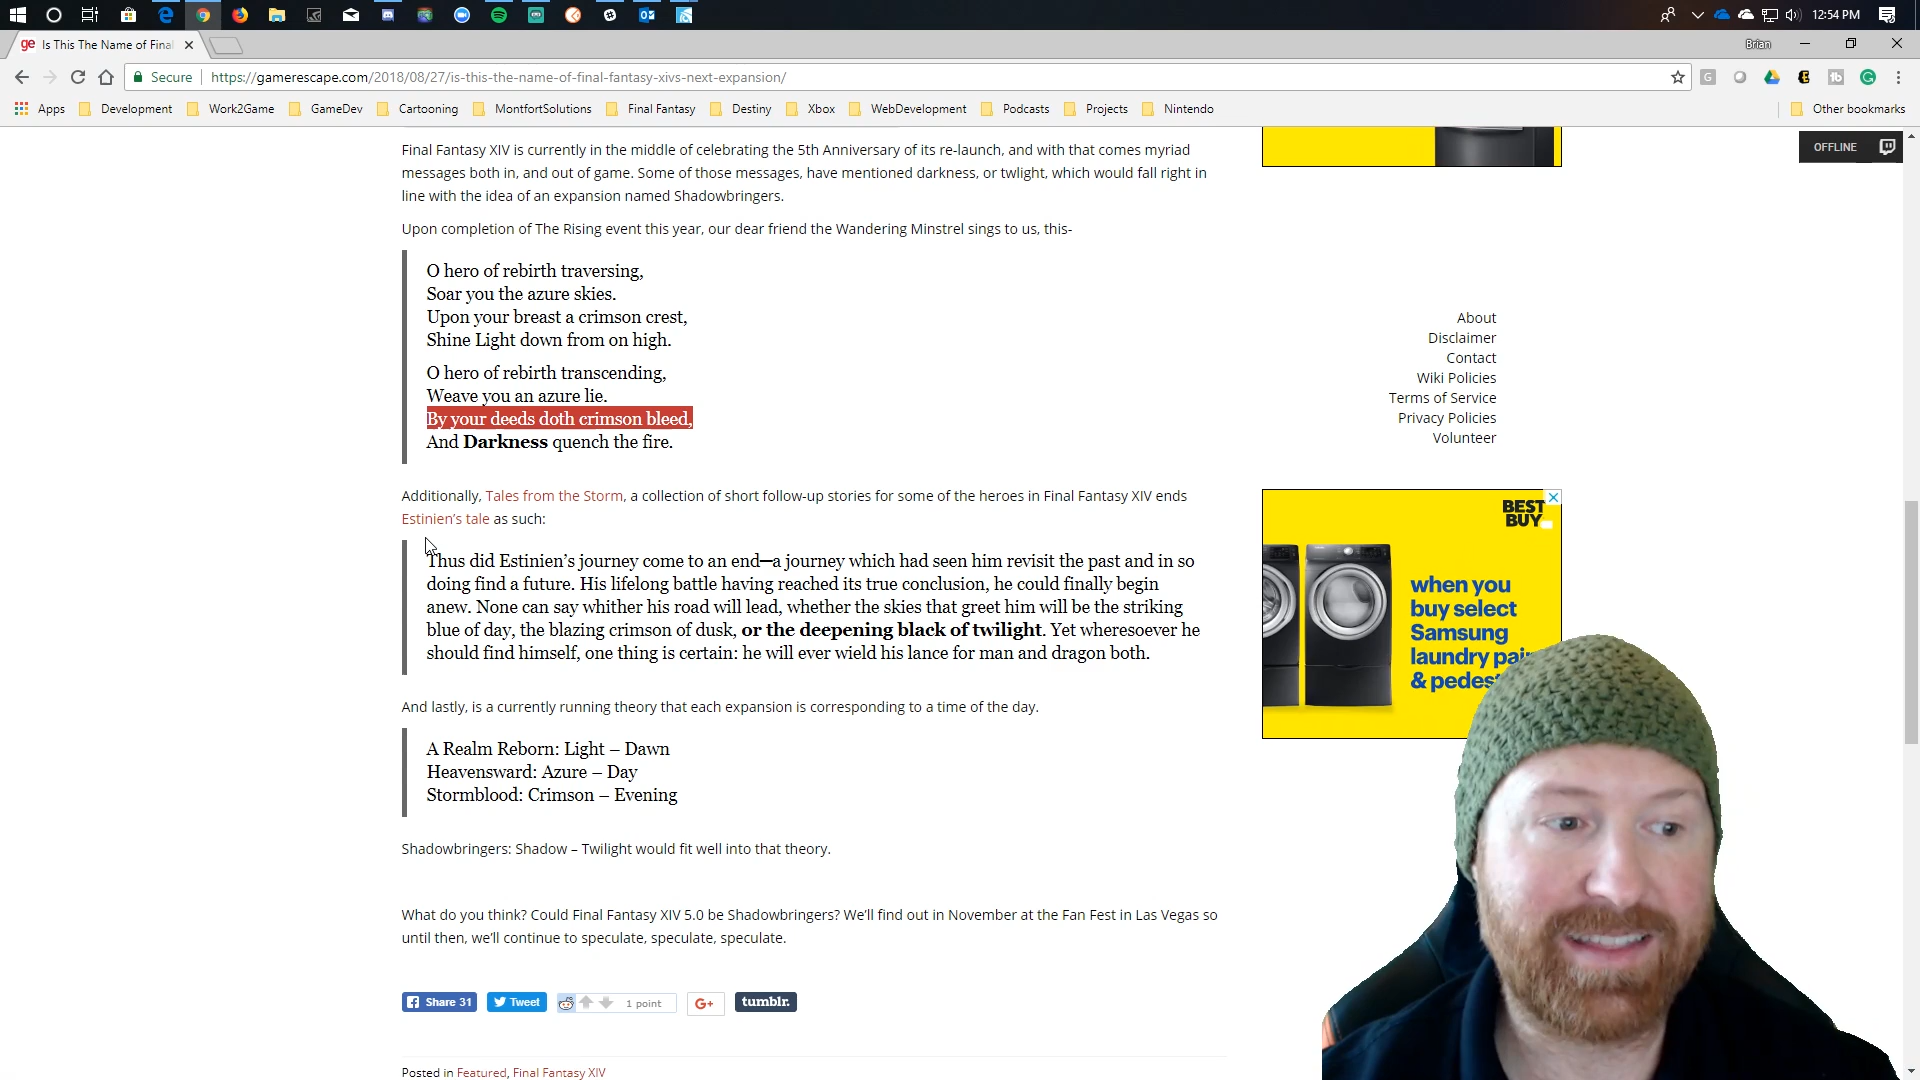 12:54 PM
ge Is This The Name of Final
Brian
Secure
https://gamerescape.com/2018/08/27/is-this-the-name-of-final-fantasy-xivs-next-expansion/
Apps
Development
Work2Game
GameDev
Cartooning
MontfortSolutions
Final Fantasy
Destiny
Xbox
WebDevelopment
Podcasts
Projects
Nintendo
Other bookmarks
OFFLINE
Final Fantasy XIV is currently in the middle of celebrating the 5th Anniversary of its re-launch, and with that comes myriad
messages both in, and out of game. Some of those messages, have mentioned darkness, or twlight, which would fall right in
line with the idea of an expansion named Shadowbringers.
Upon completion of The Rising event this year, our dear friend the Wandering Minstrel sings to us, this-
O hero of rebirth traversing,
Soar you the azure skies.
Upon your breast a crimson crest,
Shine Light down from on high.
O hero of rebirth transcending,
Weave you an azure lie.
By your deeds doth crimson bleed,
And Darkness quench the fire.
Additionally, Tales from the Storm, a collection of short follow-up stories for some of the heroes in Final Fantasy XIV ends
Estinien's tale as such:
Thus did Estinien's journey come to an end—a journey which had seen him revisit the past and in so
doing find a future. His lifelong battle having reached its true conclusion, he could finally begin
anew. None can say whither his road will lead, whether the skies that greet him will be the striking
blue of day, the blazing crimson of dusk, or the deepening black of twilight. Yet wheresoever he
should find himself, one thing is certain: he will ever wield his lance for man and dragon both.
And lastly, is a currently running theory that each expansion is corresponding to a time of the day.
A Realm Reborn: Light – Dawn
Heavensward: Azure – Day
Stormblood: Crimson – Evening
Shadowbringers: Shadow – Twilight would fit well into that theory.
What do you think? Could Final Fantasy XIV 5.0 be Shadowbringers? We'll find out in November at the Fan Fest in Las Vegas so
until then, we'll continue to speculate, speculate, speculate.
Share 31
Tweet
1 point
G+
tumblr.
Posted in Featured, Final Fantasy XIV
About
Disclaimer
Contact
Wiki Policies
Terms of Service
Privacy Policies
Volunteer
BEST
BUY
when you
buy select
Samsung
laundry pair
& pedes